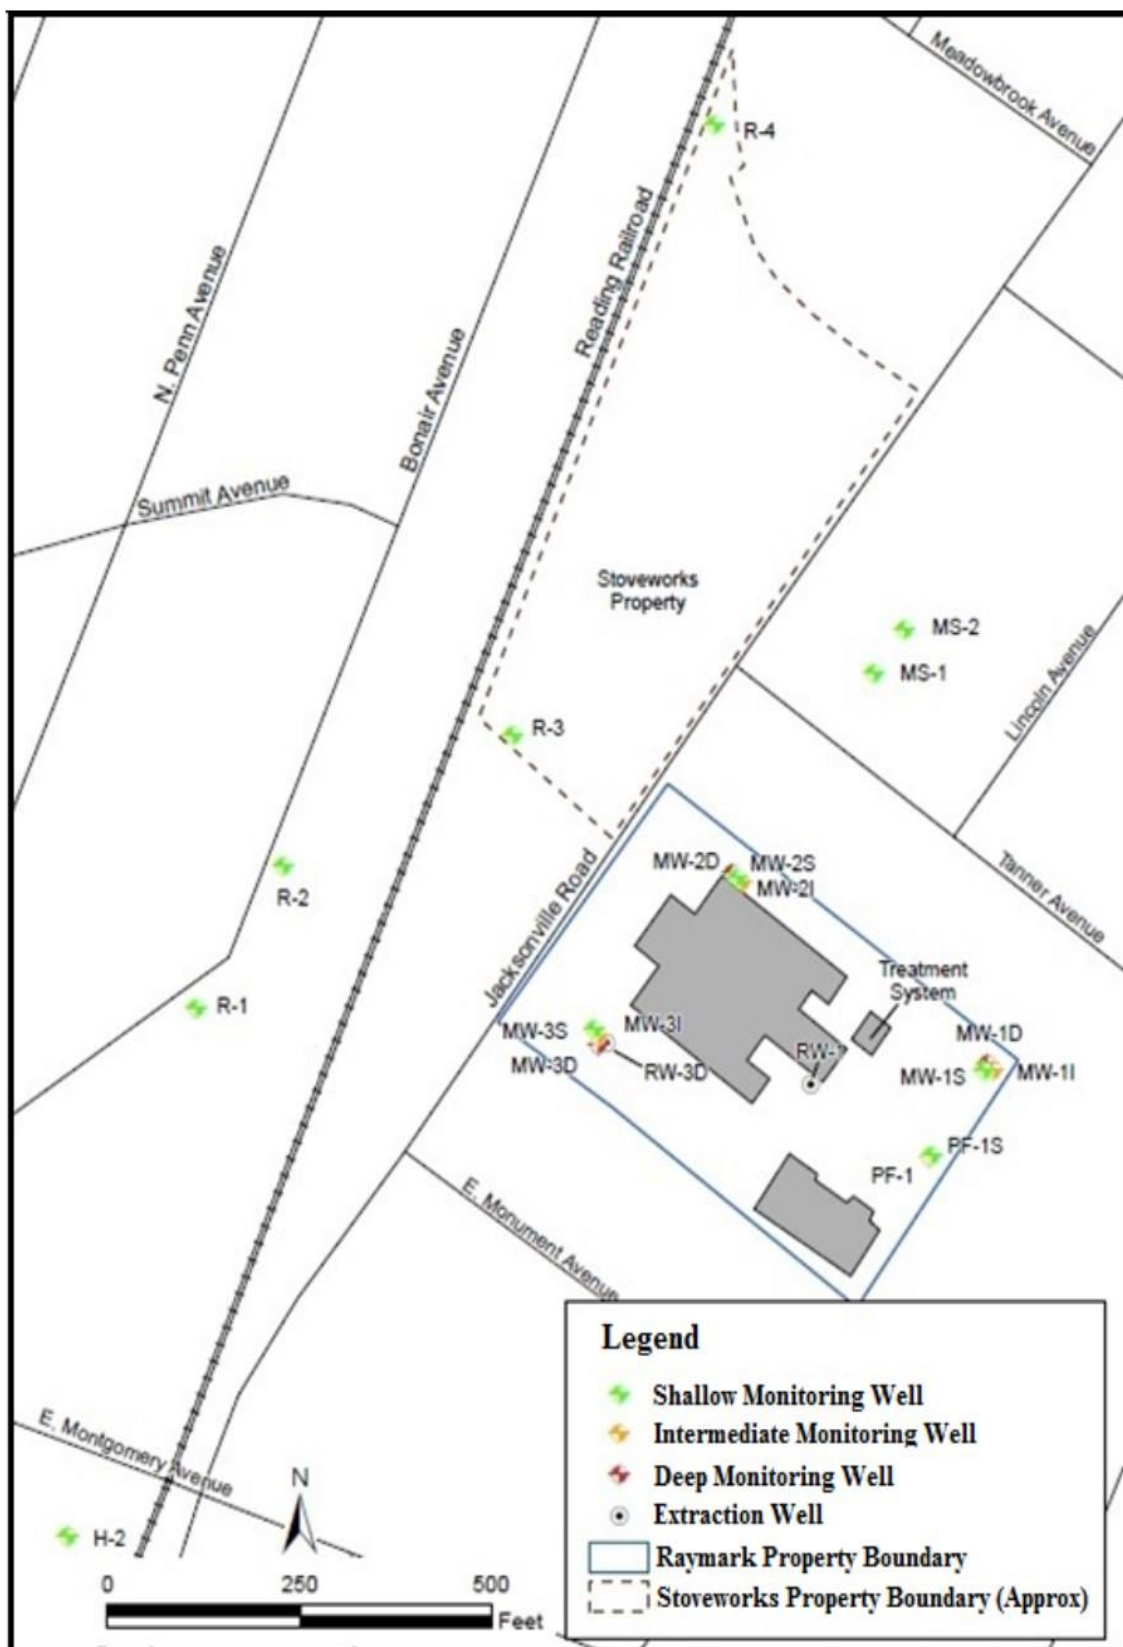 Meadowbrook Avenue
R-4
Reading Railroad
N. Penn Avenue
Bonair Avenue
Summit Avenue
Stoveworks
Property
MS-2
MS-1
Lincoln Avenue
R-3
Tanner Avenue
Jacksonville Road
MW-2D
MW-2S
MW-2I
R-2
Treatment
System
R-1
MW-3S
MW-3I
MW-3D
RW-3D
RW-1
MW-1D
MW-1S
MW-1I
PF-1S
PF-1
E. Monument Avenue
E. Montgomery Avenue
H-2
N
0
250
500
Feet
Legend
Shallow Monitoring Well
Intermediate Monitoring Well
Deep Monitoring Well
Extraction Well
Raymark Property Boundary
Stoveworks Property Boundary (Approx)